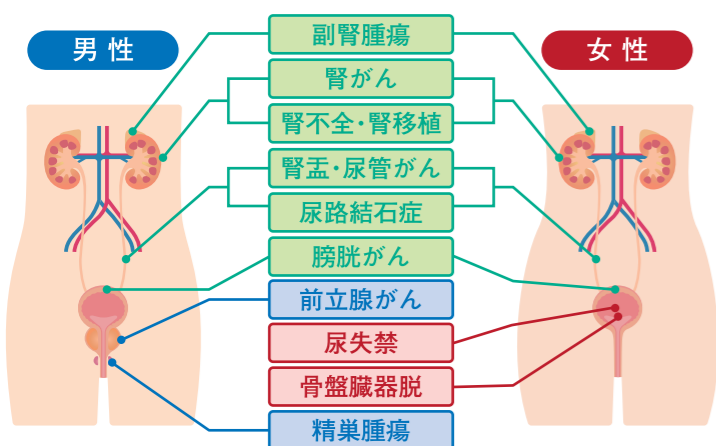 男性
女性
副腎腫瘍
腎がん
腎不全・腎移植
腎盂・尿管がん
尿路結石症
膀胱がん
前立腺がん
尿失禁
骨盤臓器脱
精巣腫瘍